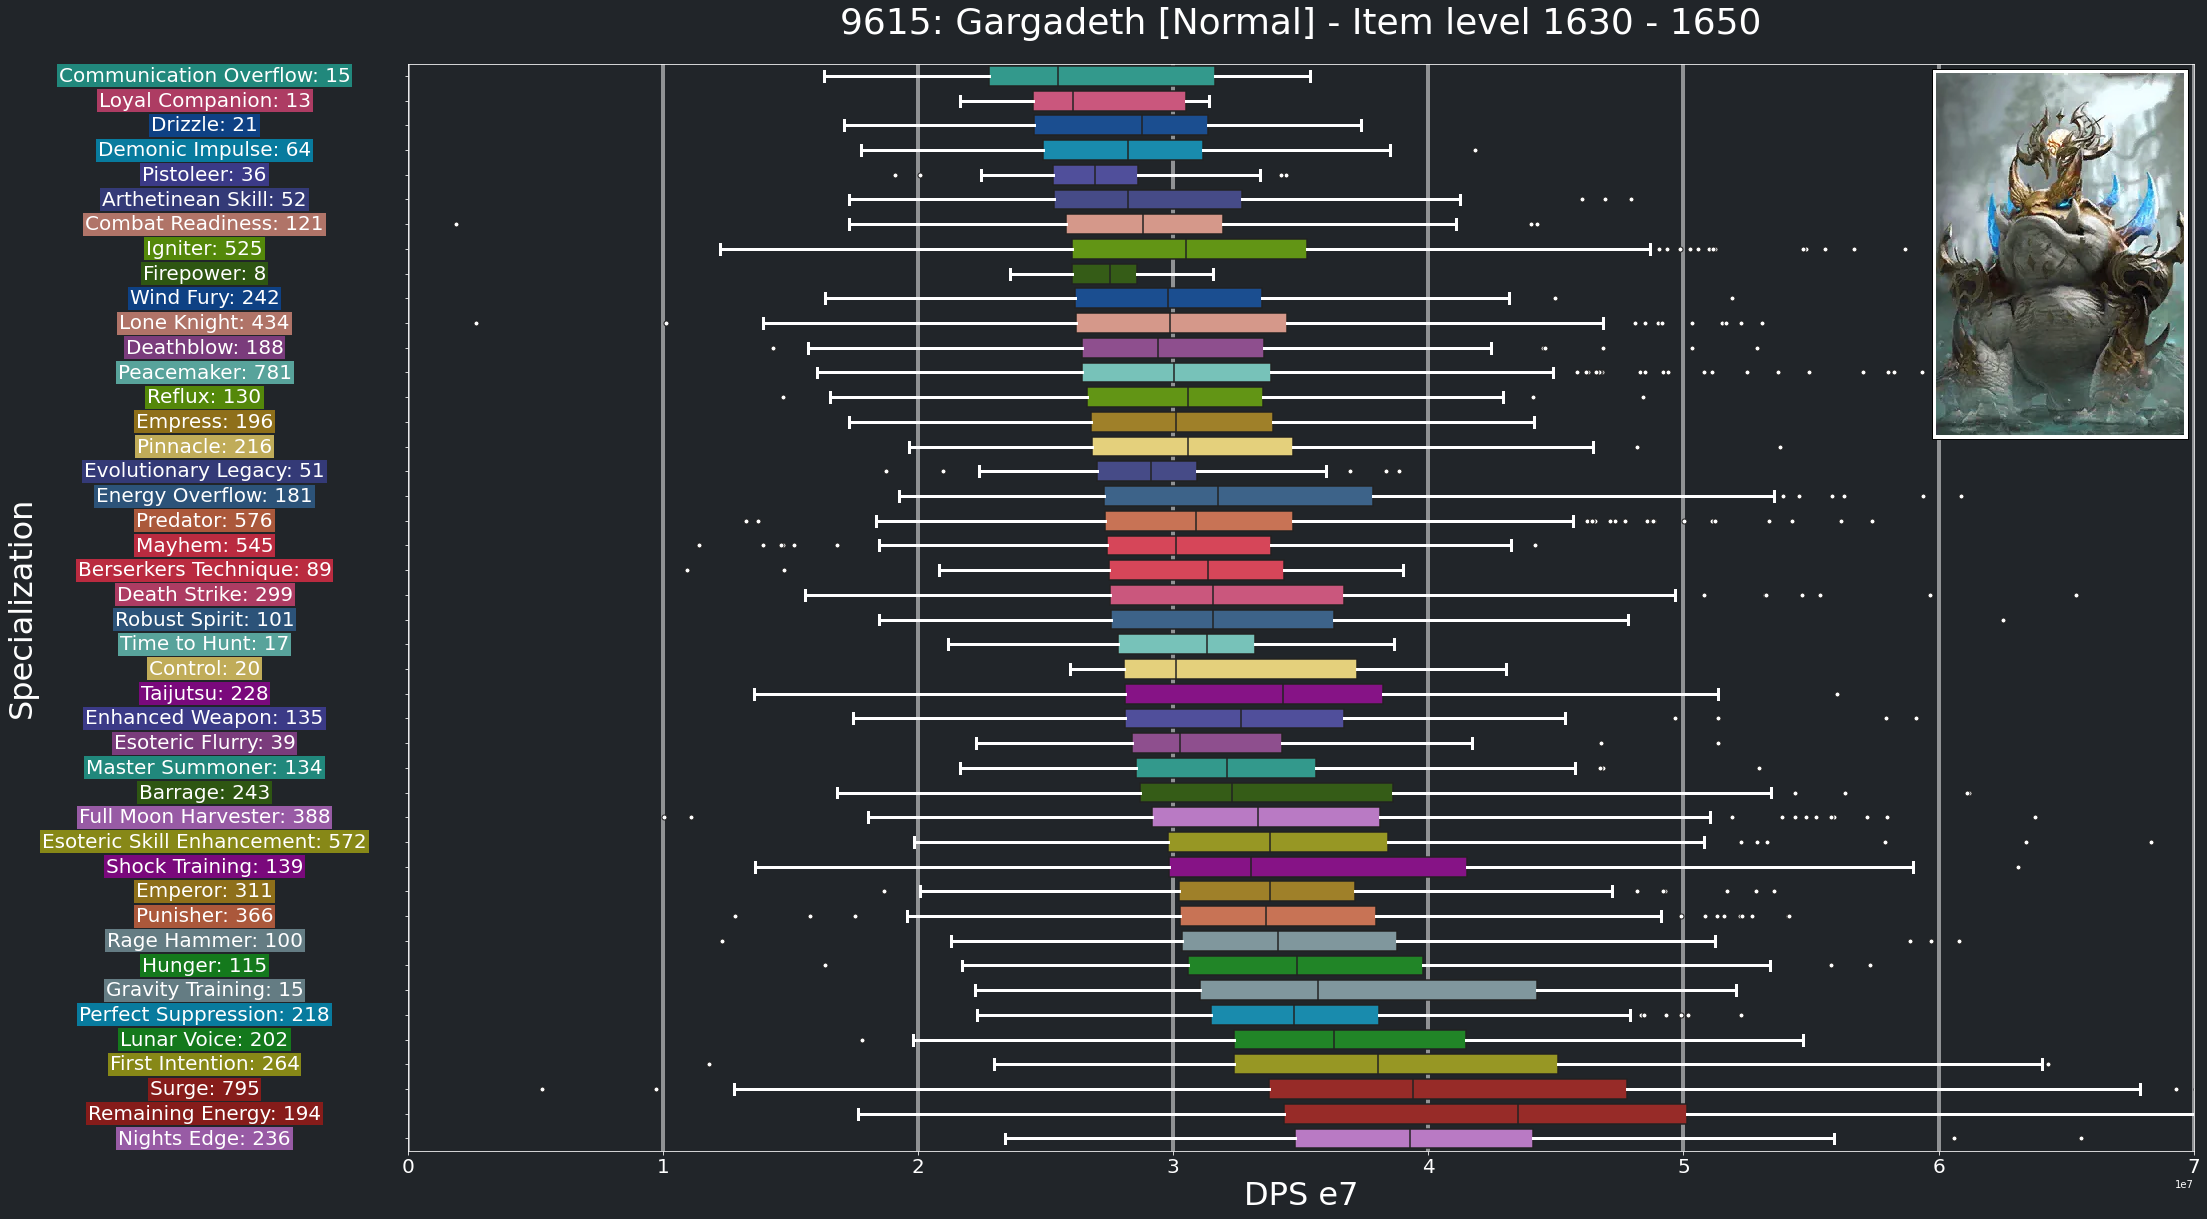 9615: Gargadeth [Normal] - Item level 1630 - 1650
Communication Overflow: 15
Loyal Companion: 13
Drizzle: 21
Demonic Impulse: 64
Pistoleer: 36
Arthetinean Skill: 52
Combat Readiness: 121
Igniter: 525
Firepower: 8
Wind Fury: 242
Lone Knight: 434
Deathblow: 188
Peacemaker: 781
Reflux: 130
Empress: 196
Pinnacle: 216
Evolutionary Legacy: 51
Energy Overflow: 181
Predator: 576
Mayhem: 545
Berserkers Technique: 89
Death Strike: 299
Robust Spirit: 101
Time to Hunt: 17
Control: 20
Taijutsu: 228
Enhanced Weapon: 135
Esoteric Flurry: 39
Master Summoner: 134
Barrage: 243
Full Moon Harvester: 388
Esoteric Skill Enhancement: 572
Shock Training: 139
Emperor: 311
Punisher: 366
Rage Hammer: 100
Hunger: 115
Gravity Training: 15
Perfect Suppression: 218
Lunar Voice: 202
First Intention: 264
Surge: 795
Remaining Energy: 194
Nights Edge: 236
Specialization
0 1 2 3 4 5 6 7
1e7
DPS e7